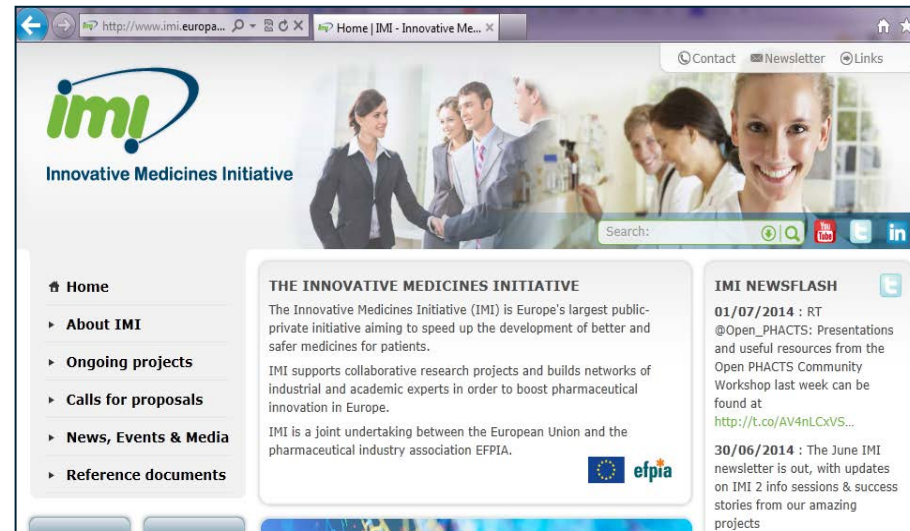 http://www.imi.europa...
Home | IMI - Innovative Me...
Contact
Newsletter
Links
imi
Innovative Medicines Initiative
Search:
You Tube
in
Home
About IMI
Ongoing projects
Calls for proposals
News, Events & Media
Reference documents
THE INNOVATIVE MEDICINES INITIATIVE
The Innovative Medicines Initiative (IMI) is Europe's largest public-
private initiative aiming to speed up the development of better and
safer medicines for patients.
IMI supports collaborative research projects and builds networks of
industrial and academic experts in order to boost pharmaceutical
innovation in Europe.
IMI is a joint undertaking between the European Union and the
pharmaceutical industry association EFPIA.
efpia
IMI NEWSFLASH
01/07/2014 : RT
@Open_PHACTS: Presentations
and useful resources from the
Open PHACTS Community
Workshop last week can be
found at
http://t.co/AV4nLCxVS...
30/06/2014 : The June IMI
newsletter is out, with updates
on IMI 2 info sessions & success
stories from our amazing
projects